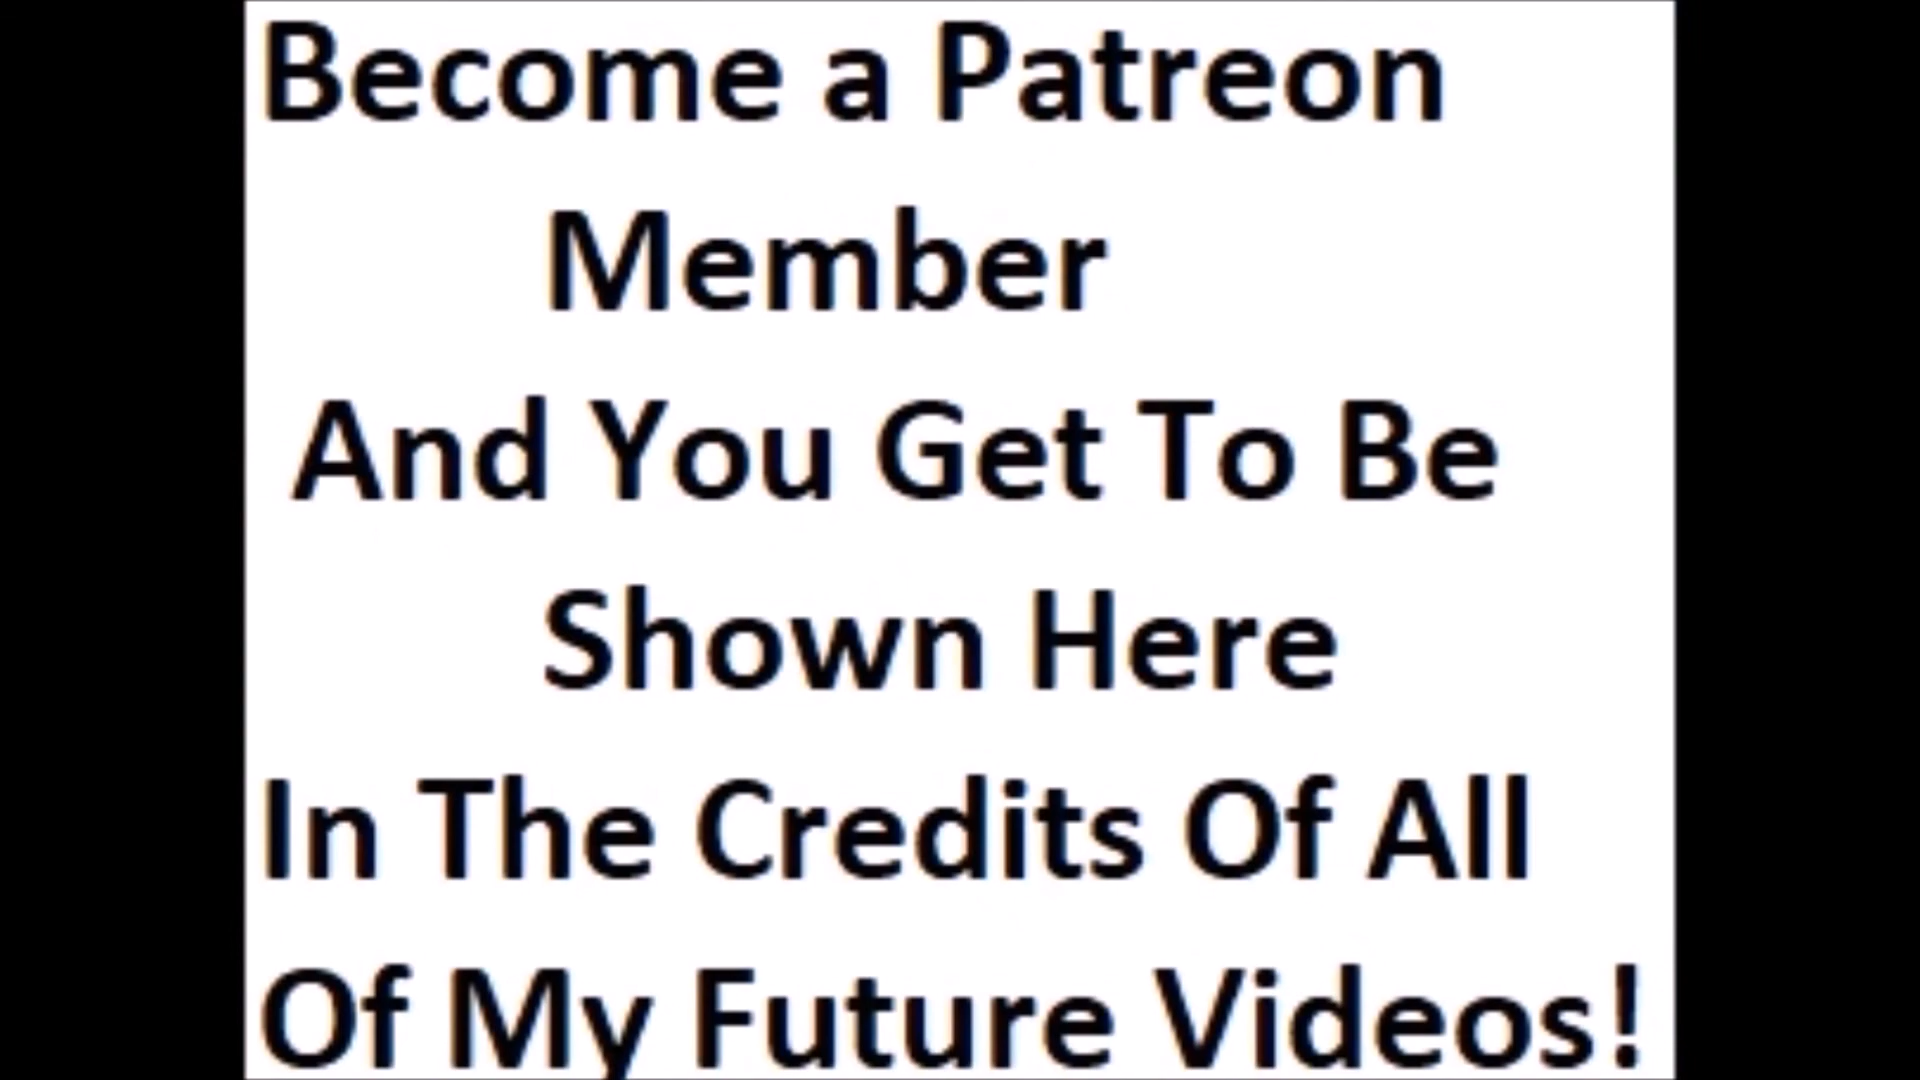 Become a Patreon
Member
And You Get To Be
Shown Here
In The Credits Of All
Of My Future Videos!